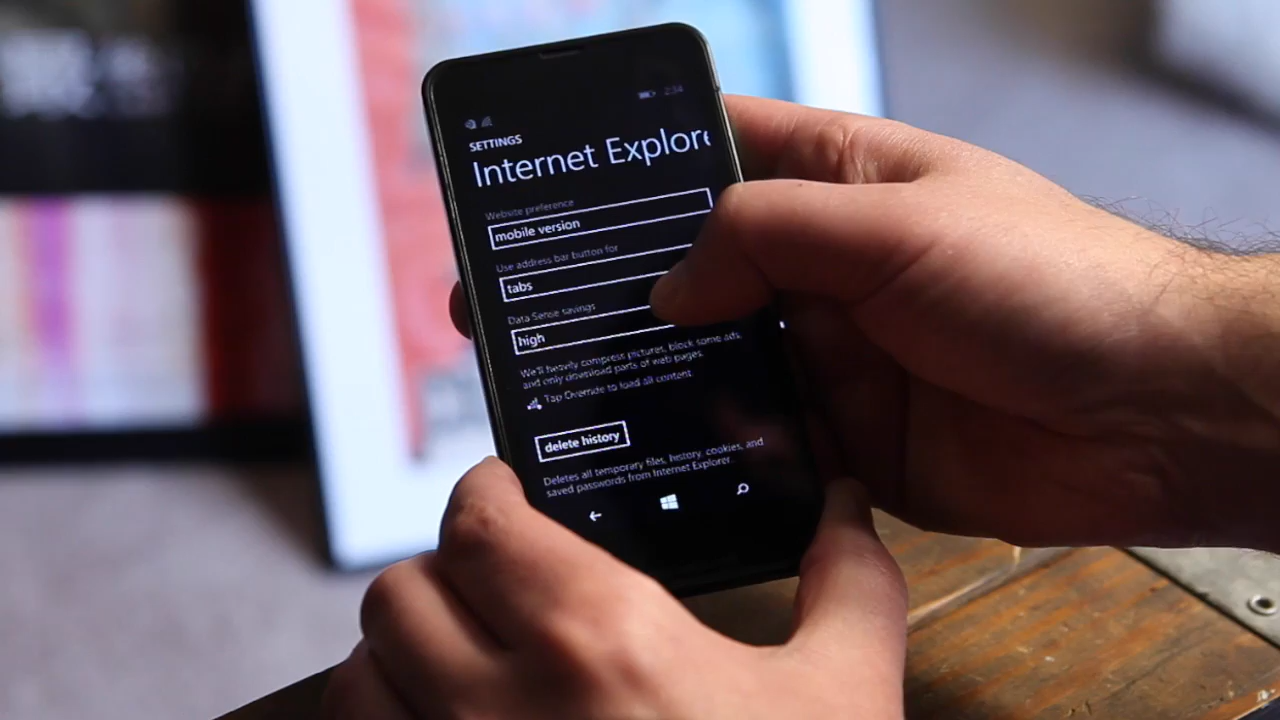 2:34
SETTINGS
Internet Explore
Website preference
mobile version
Use address bar button for
tabs
Data Sense savings
high
We'll heavily compress pictures, block some ads,
and only download parts of web pages.
Tap Override to load all content
delete history
Deletes all temporary files, history, cookies, and
saved passwords from Internet Explorer.